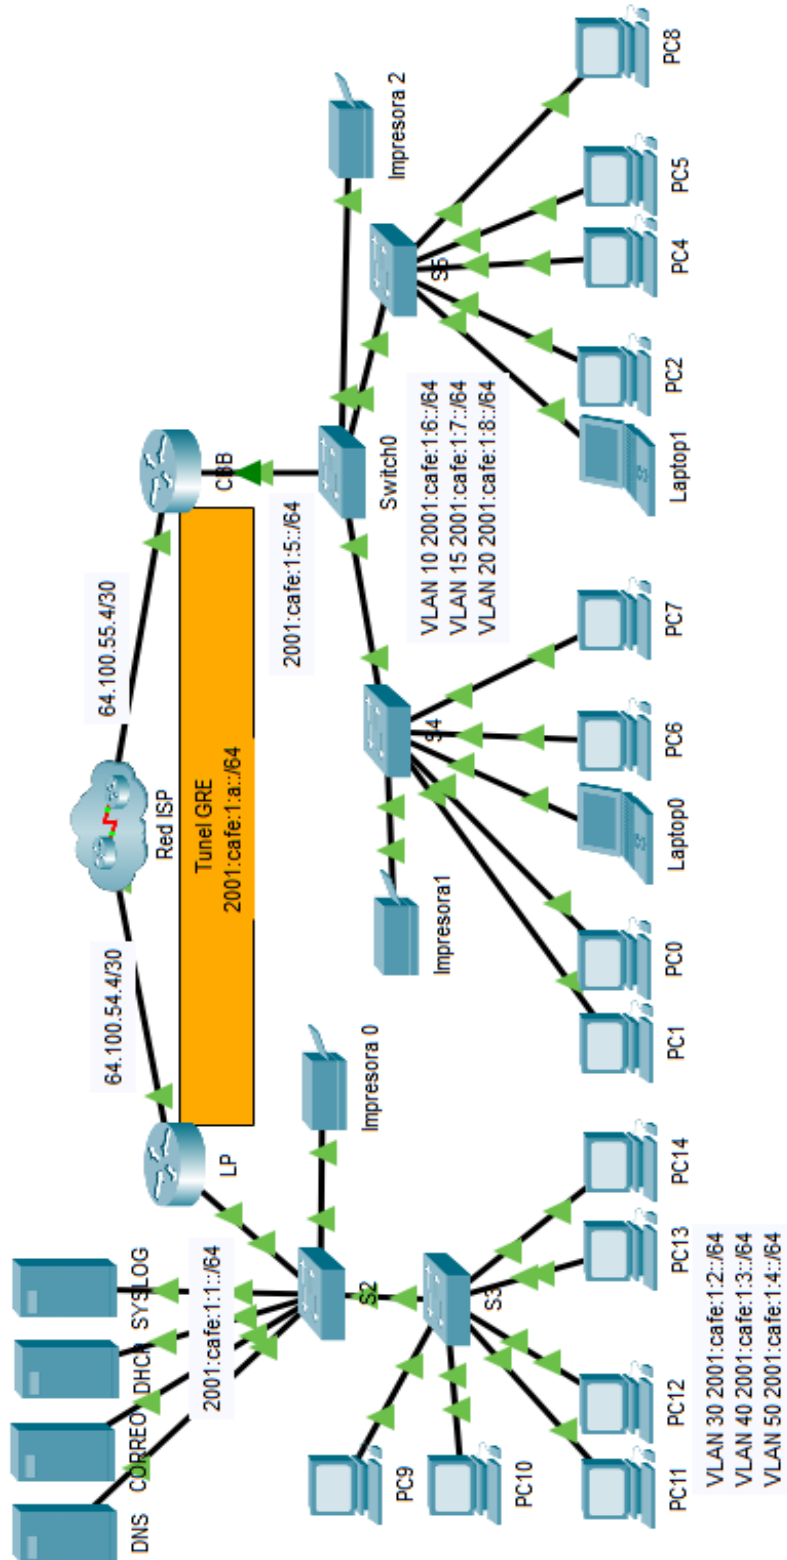 64.100.54.4/30
Red ISP
64.100.55.4/30
Tunel GRE
2001:cafe:1:a::/64
LP
CBB
DNS
CORREO
DHCP
SYSLOG
2001:cafe:1:1::/64
S2
Impresora 0
2001:cafe:1:5::/64
Switch0
Impresora 2
S3
PC9
PC10
Impresora1
S4
VLAN 10 2001:cafe:1:6::/64
VLAN 15 2001:cafe:1:7::/64
VLAN 20 2001:cafe:1:8::/64
S5
PC11
PC12
PC13
PC14
PC1
PC0
Laptop0
PC6
PC7
Laptop1
PC2
PC4
PC5
PC8
VLAN 30 2001:cafe:1:2::/64
VLAN 40 2001:cafe:1:3::/64
VLAN 50 2001:cafe:1:4::/64